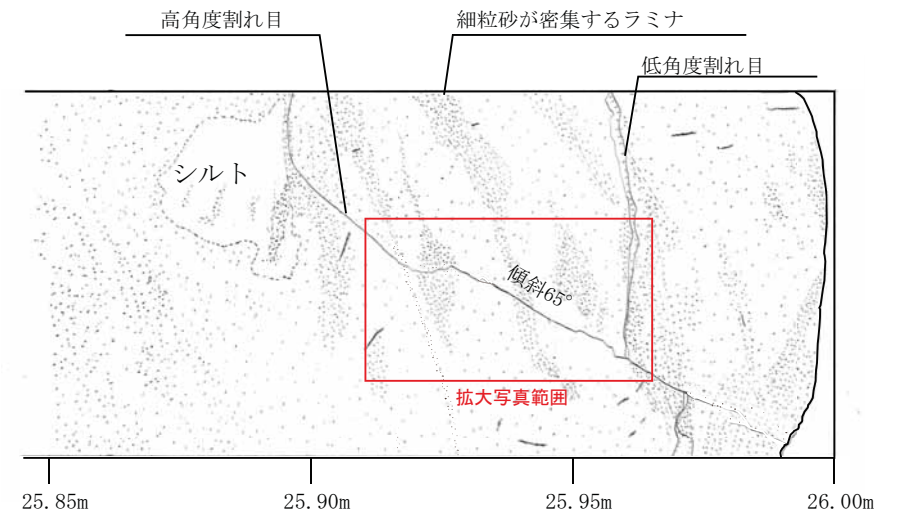 高角度割れ目
細粒砂が密集するラミナ
低角度割れ目
シルト
傾斜65°
拡大写真範囲
25.85m
25.90m
25.95m
26.00m